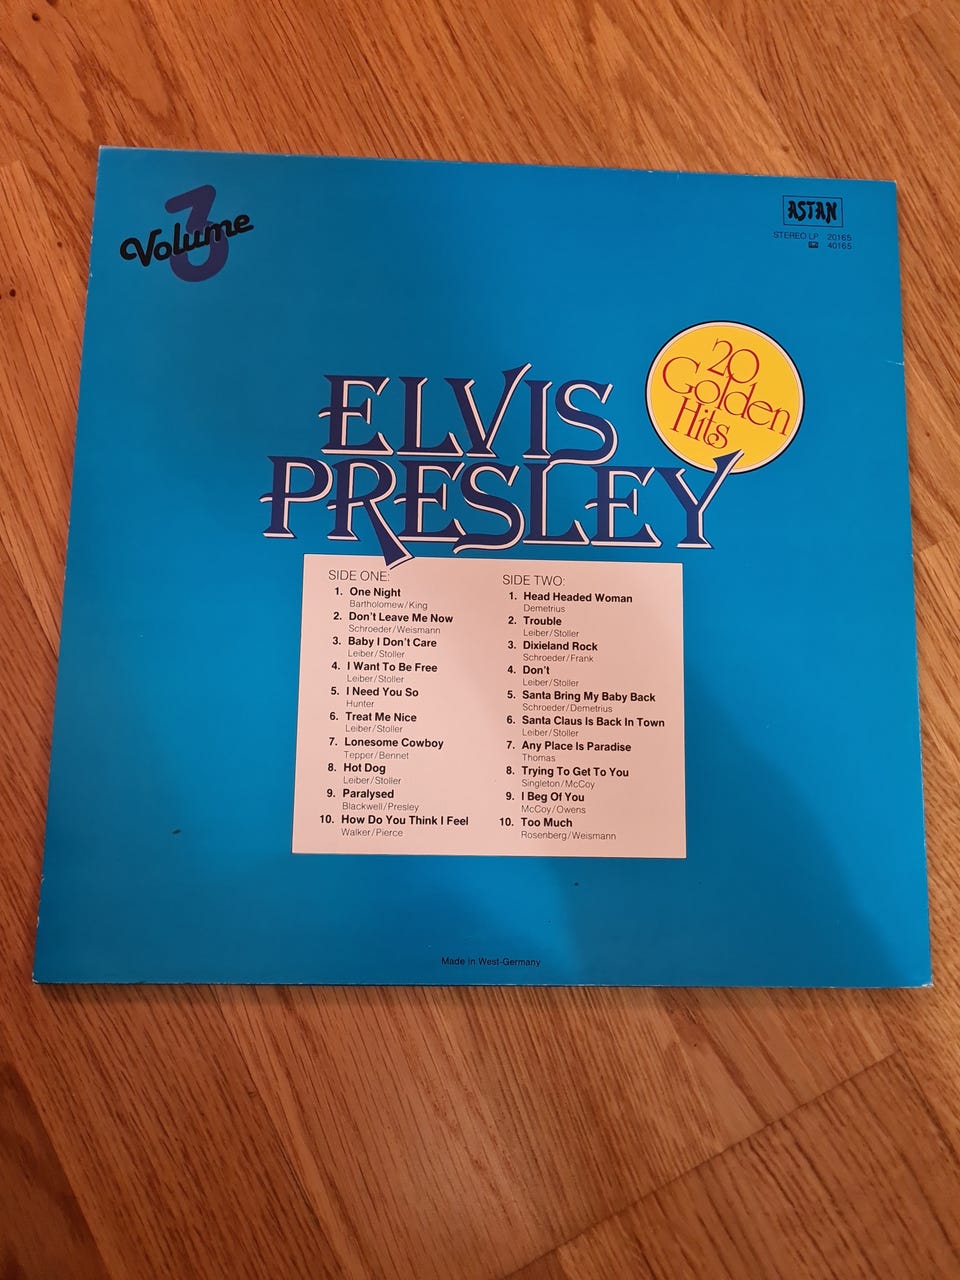 3
Volume
ASTAN
STEREO LP 20165
40165
20
Golden
Hits
ELVIS
PRESLEY
SIDE ONE:
1. One Night
Bartholomew/King
2. Don't Leave Me Now
Schroeder/Weismann
3. Baby I Don't Care
Leiber/Stoller
4. I Want To Be Free
Leiber/Stoller
5. I Need You So
Hunter
6. Treat Me Nice
Leiber/Stoller
7. Lonesome Cowboy
Tepper/Bennet
8. Hot Dog
Leiber/Stoller
9. Paralysed
Blackwell/Presley
10. How Do You Think I Feel
Walker/Pierce
SIDE TWO:
1. Head Headed Woman
Demetrius
2. Trouble
Leiber/Stoller
3. Dixieland Rock
Schroeder/Frank
4. Don't
Leiber/Stoller
5. Santa Bring My Baby Back
Schroeder/Demetrius
6. Santa Claus Is Back In Town
Leiber/Stoller
7. Any Place Is Paradise
Thomas
8. Trying To Get To You
Singleton/McCoy
9. I Beg Of You
McCoy/Owens
10. Too Much
Rosenberg/Weismann
Made in West-Germany